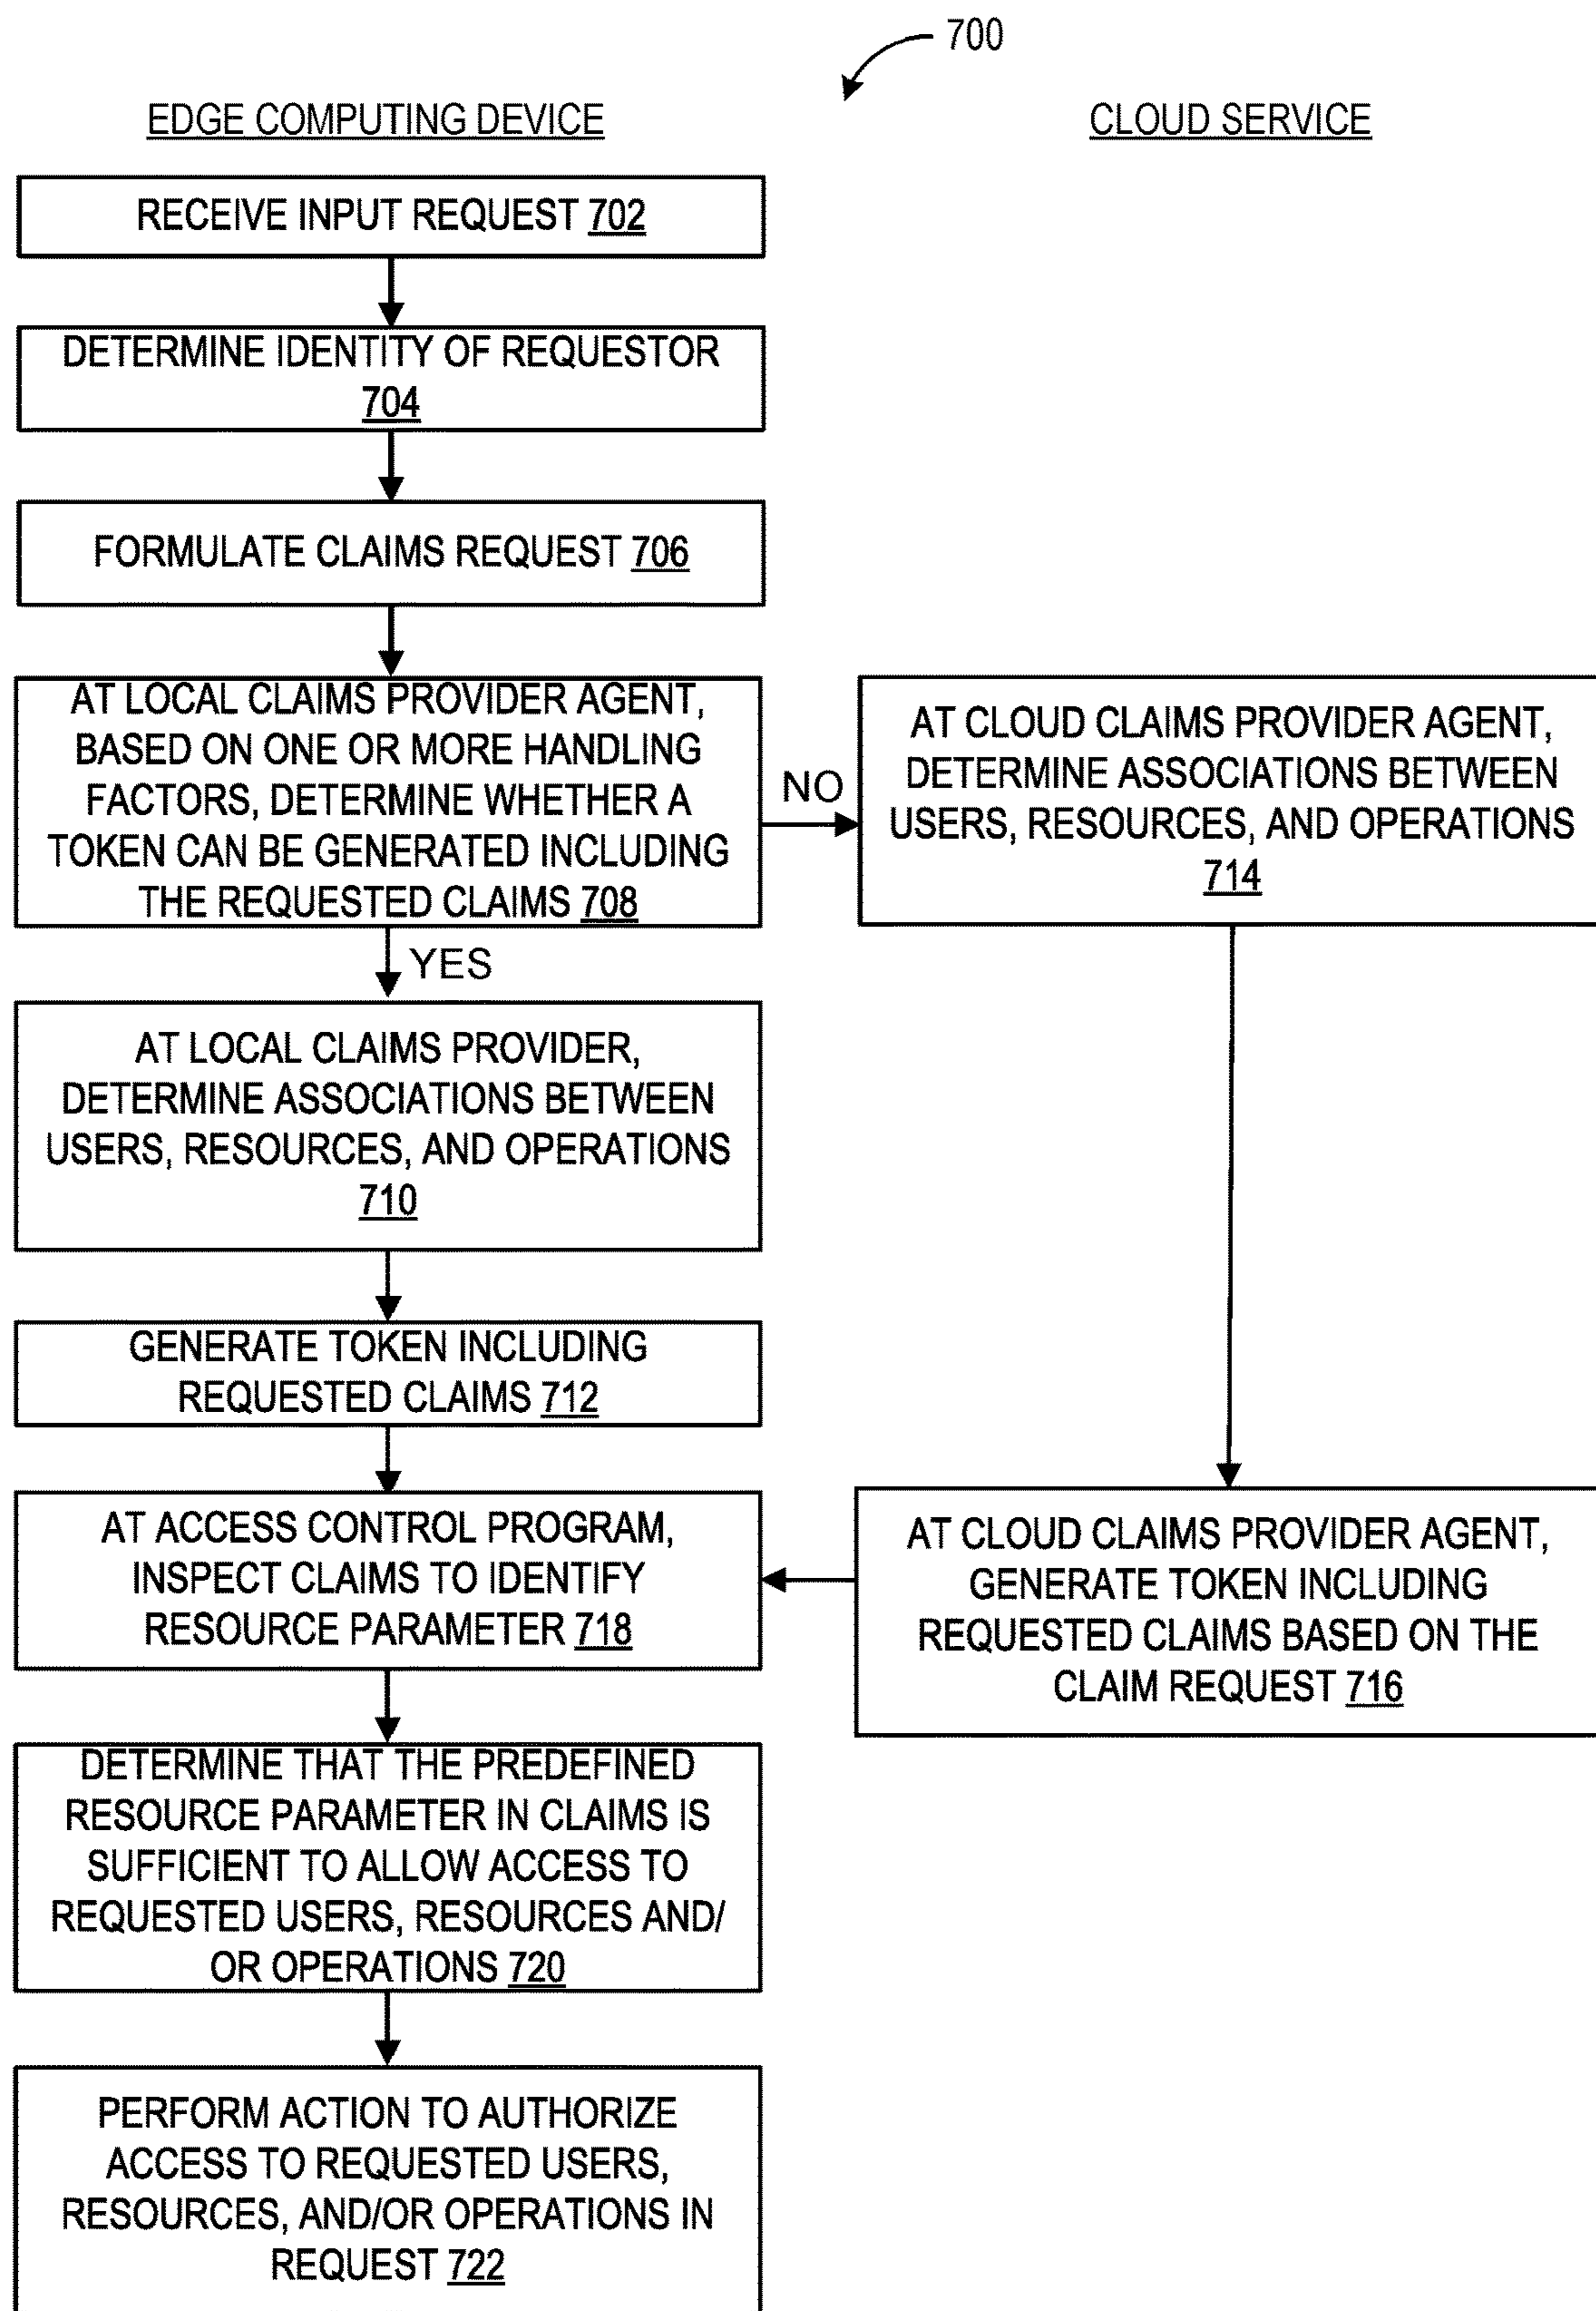 700
EDGE COMPUTING DEVICE
CLOUD SERVICE
RECEIVE INPUT REQUEST 702
DETERMINE IDENTITY OF REQUESTOR
704
FORMULATE CLAIMS REQUEST 706
AT LOCAL CLAIMS PROVIDER AGENT,
BASED ON ONE OR MORE HANDLING
FACTORS, DETERMINE WHETHER A
TOKEN CAN BE GENERATED INCLUDING
THE REQUESTED CLAIMS 708
NO
AT CLOUD CLAIMS PROVIDER AGENT,
DETERMINE ASSOCIATIONS BETWEEN
USERS, RESOURCES, AND OPERATIONS
714
YES
AT LOCAL CLAIMS PROVIDER,
DETERMINE ASSOCIATIONS BETWEEN
USERS, RESOURCES, AND OPERATIONS
710
GENERATE TOKEN INCLUDING
REQUESTED CLAIMS 712
AT ACCESS CONTROL PROGRAM,
INSPECT CLAIMS TO IDENTIFY
RESOURCE PARAMETER 718
AT CLOUD CLAIMS PROVIDER AGENT,
GENERATE TOKEN INCLUDING
REQUESTED CLAIMS BASED ON THE
CLAIM REQUEST 716
DETERMINE THAT THE PREDEFINED
RESOURCE PARAMETER IN CLAIMS IS
SUFFICIENT TO ALLOW ACCESS TO
REQUESTED USERS, RESOURCES AND/
OR OPERATIONS 720
PERFORM ACTION TO AUTHORIZE
ACCESS TO REQUESTED USERS,
RESOURCES, AND/OR OPERATIONS IN
REQUEST 722